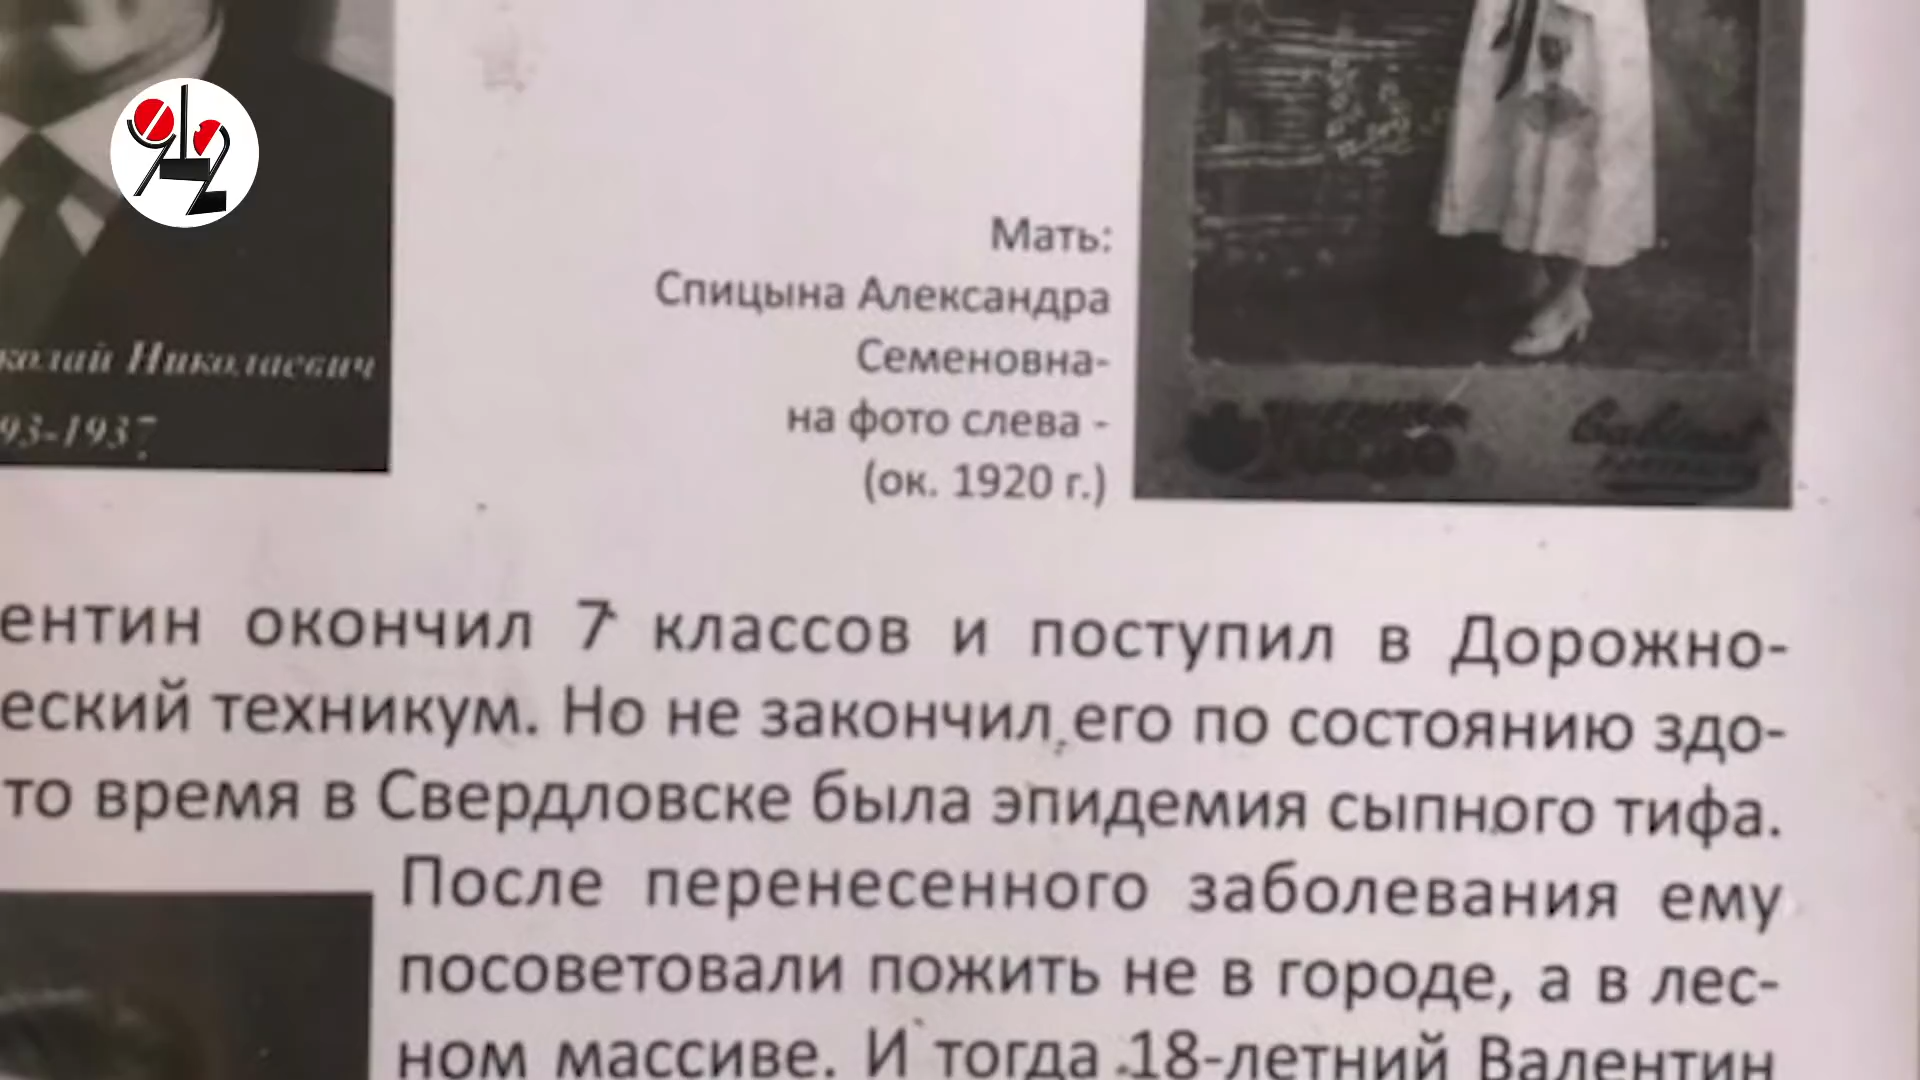 Николаевич
93-1937
Мать:
Спицына Александра
Семеновна-
на фото слева -
(ок. 1920 г.)
ентин окончил 7 классов и поступил в Дорожно-
еский техникум. Но не закончил его по состоянию здо-
то время в Свердловске была эпидемия сыпного тифа.
После перенесенного заболевания ему
посоветовали пожить не в городе, а в лес-
ном массиве. И тогда 18-летний Валентин